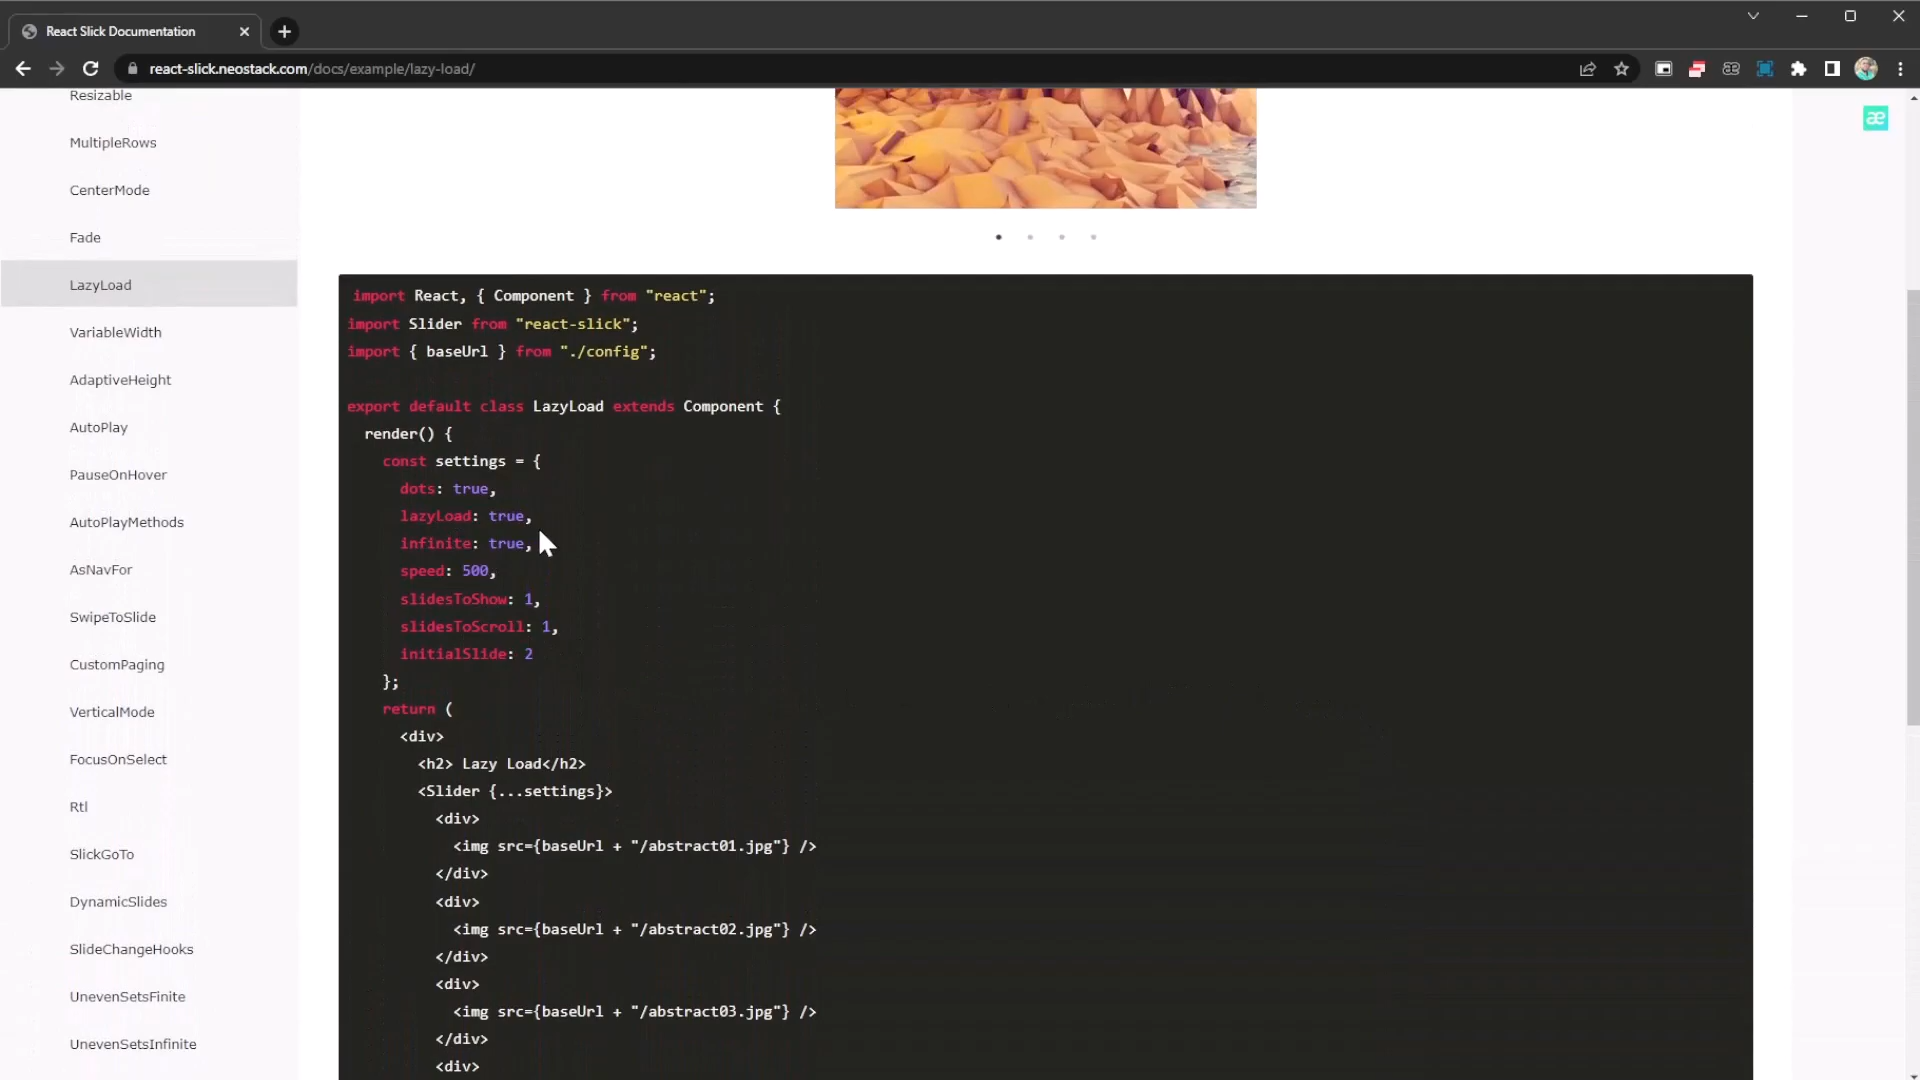 React Slick Documentation
react-slick.neostack.com/docs/example/lazy-load/
Resizable
MultipleRows
CenterMode
Fade
LazyLoad
VariableWidth
AdaptiveHeight
AutoPlay
PauseOnHover
AutoPlayMethods
AsNavFor
SwipeToSlide
CustomPaging
VerticalMode
FocusOnSelect
Rtl
SlickGoTo
DynamicSlides
SlideChangeHooks
UnevenSetsFinite
UnevenSetsInfinite
æ
import React, { Component } from "react";
import Slider from "react-slick";
import { baseUrl } from "./config";
export default class LazyLoad extends Component {
render() {
const settings = {
dots: true,
lazyLoad: true,
infinite: true,
speed: 500,
slidesToShow: 1,
slidesToScroll: 1,
initialSlide: 2
};
return (
<div>
<h2> Lazy Load</h2>
<Slider {...settings}>
<div>
<img src={baseUrl + "/abstract01.jpg"} />
</div>
<div>
<img src={baseUrl + "/abstract02.jpg"} />
</div>
<div>
<img src={baseUrl + "/abstract03.jpg"} />
</div>
<div>